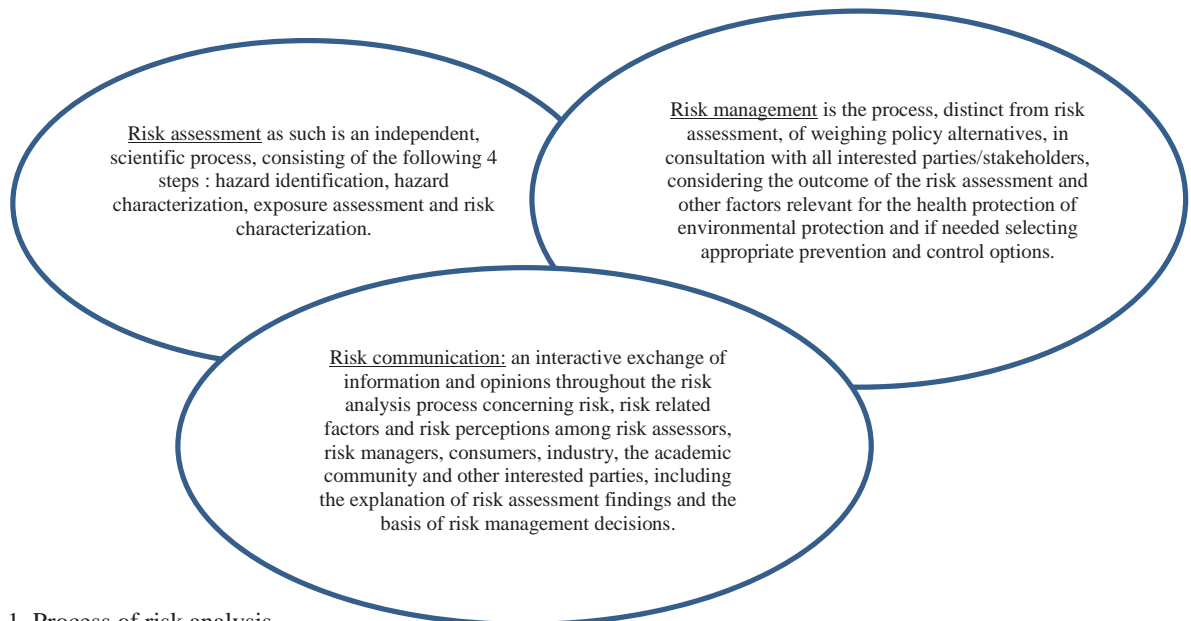 Risk assessment as such is an independent,
scientific process, consisting of the following 4
steps : hazard identification, hazard
characterization, exposure assessment and risk
characterization.
Risk management is the process, distinct from risk
assessment, of weighing policy alternatives, in
consultation with all interested parties/stakeholders,
considering the outcome of the risk assessment and
other factors relevant for the health protection of
environmental protection and if needed selecting
appropriate prevention and control options.
Risk communication: an interactive exchange of
information and opinions throughout the risk
analysis process concerning risk, risk related
factors and risk perceptions among risk assessors,
risk managers, consumers, industry, the academic
community and other interested parties, including
the explanation of risk assessment findings and the
basis of risk management decisions.
1. Process of risk analysis